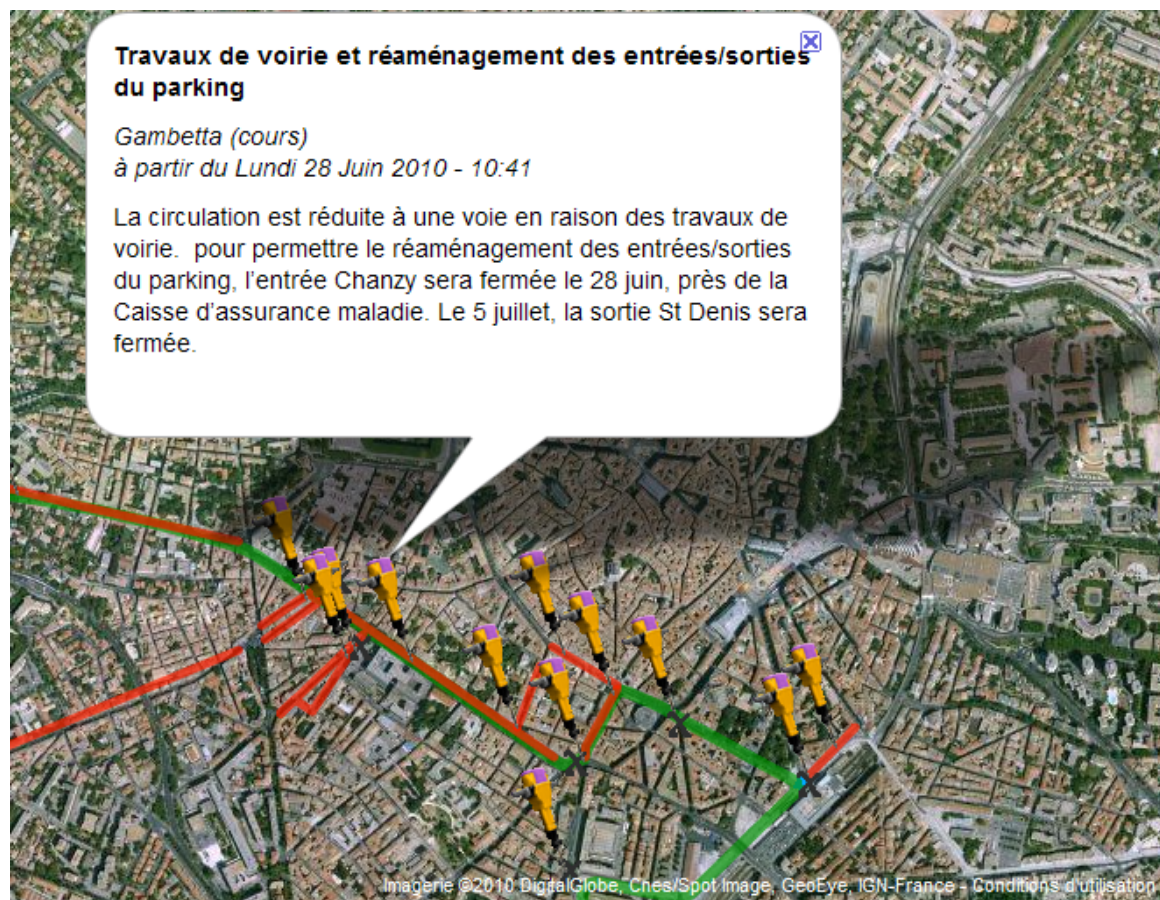 Travaux de voirie et réaménagement des entrées/sorties
du parking
Gambetta (cours)
à partir du Lundi 28 Juin 2010 - 10:41
La circulation est réduite à une voie en raison des travaux de
voirie.  pour permettre le réaménagement des entrées/sorties
du parking, l’entrée Chanzy sera fermée le 28 juin, près de la
Caisse d’assurance maladie. Le 5 juillet, la sortie St Denis sera
fermée.
Imagerie ©2010 DigitalGlobe, Cnes/Spot Image, GeoEye, IGN-France - Conditions d'utilisation